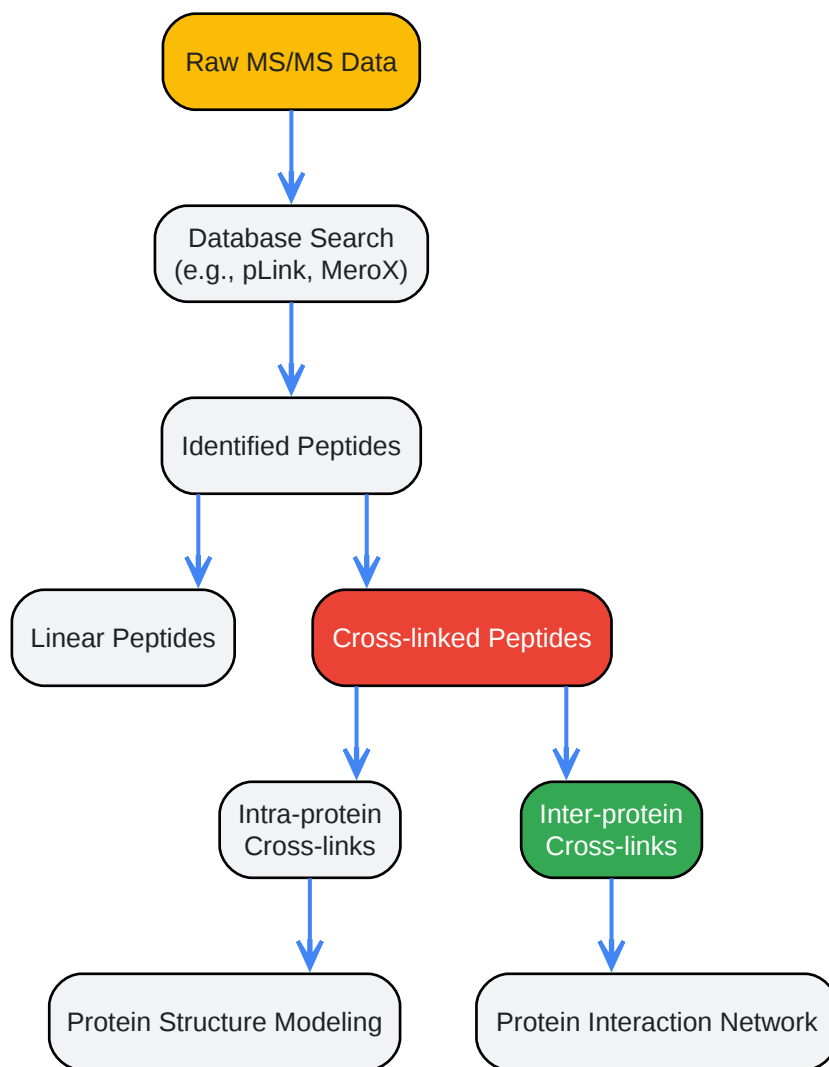 Raw MS/MS Data
Database Search
(e.g., pLink, MeroX)
Identified Peptides
Linear Peptides
Cross-linked Peptides
Intra-protein
Cross-links
Inter-protein
Cross-links
Protein Structure Modeling
Protein Interaction Network